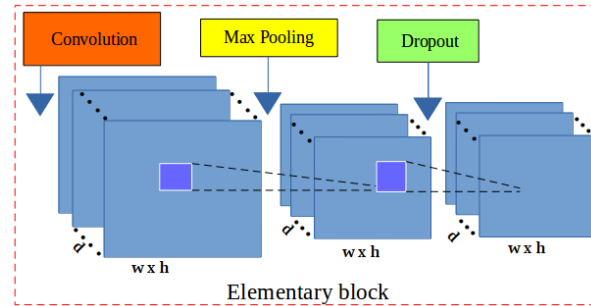 Convolution
Max Pooling
Dropout
d
w x h
d
w x h
d
w x h
Elementary block